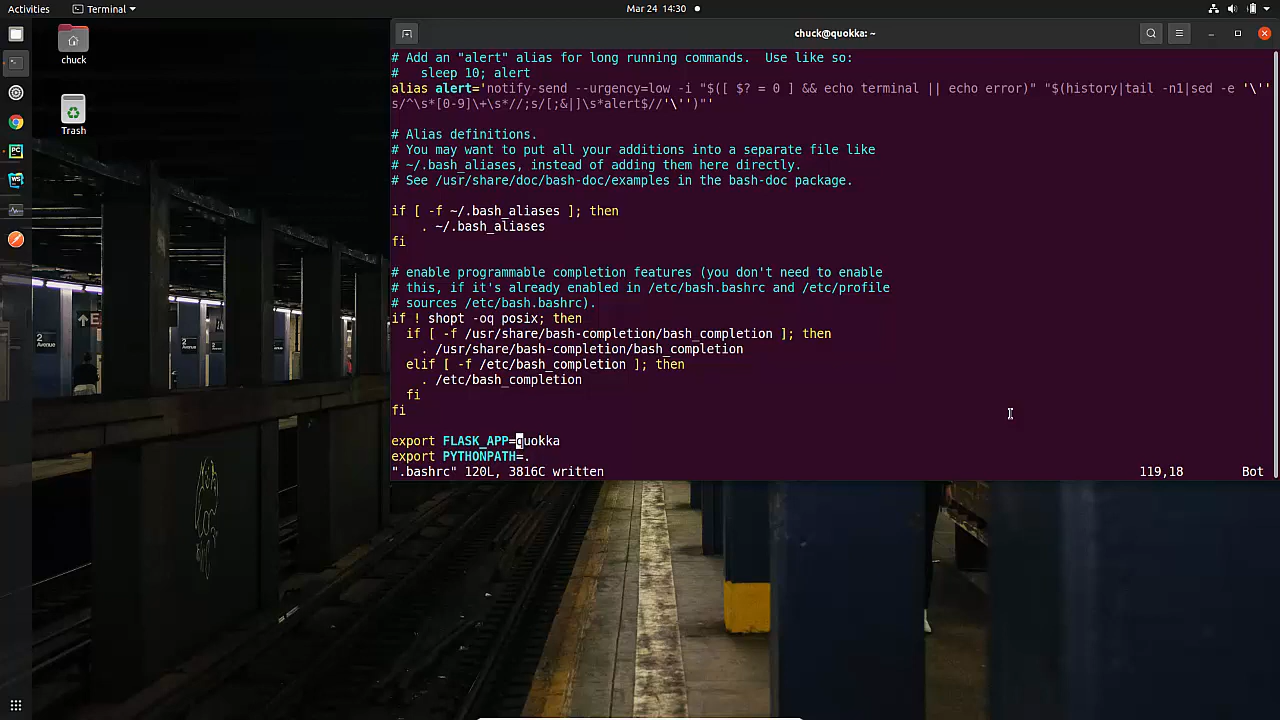 Activities
Terminal
Mar 24 14:30
chuck@quokka: ~
chuck
Trash
# Add an "alert" alias for long running commands.  Use like so:
#   sleep 10; alert
alias alert='notify-send --urgency=low -i "$([ $? = 0 ] && echo terminal || echo error)" "$(history|tail -n1|sed -e '\''
s/^\s*[0-9]\+\s*//;s/[;&|]\s*alert$//'\'')"'
# Alias definitions.
# You may want to put all your additions into a separate file like
# ~/.bash_aliases, instead of adding them here directly.
# See /usr/share/doc/bash-doc/examples in the bash-doc package.
if [ -f ~/.bash_aliases ]; then
    . ~/.bash_aliases
fi
# enable programmable completion features (you don't need to enable
# this, if it's already enabled in /etc/bash.bashrc and /etc/profile
# sources /etc/bash.bashrc).
if ! shopt -oq posix; then
  if [ -f /usr/share/bash-completion/bash_completion ]; then
    . /usr/share/bash-completion/bash_completion
  elif [ -f /etc/bash_completion ]; then
    . /etc/bash_completion
  fi
fi
export FLASK_APP=quokka
export PYTHONPATH=.
".bashrc" 120L, 3816C written
119,18
Bot
2
Avenue
2
Avenue